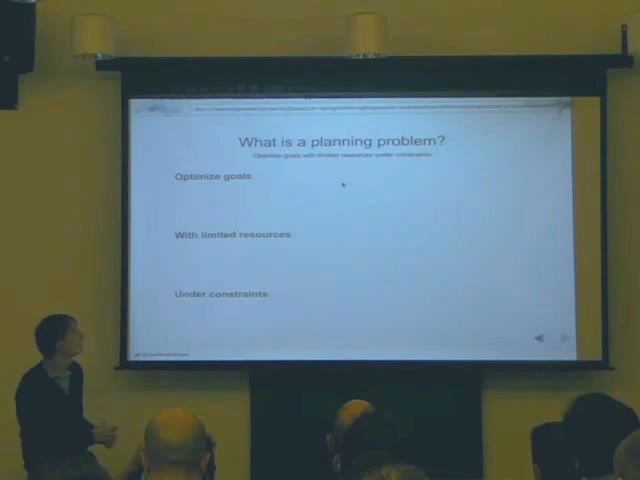 What is a planning problem?
Optimize goals with limited resources under constraints.
Optimize goals
With limited resources
Under constraints